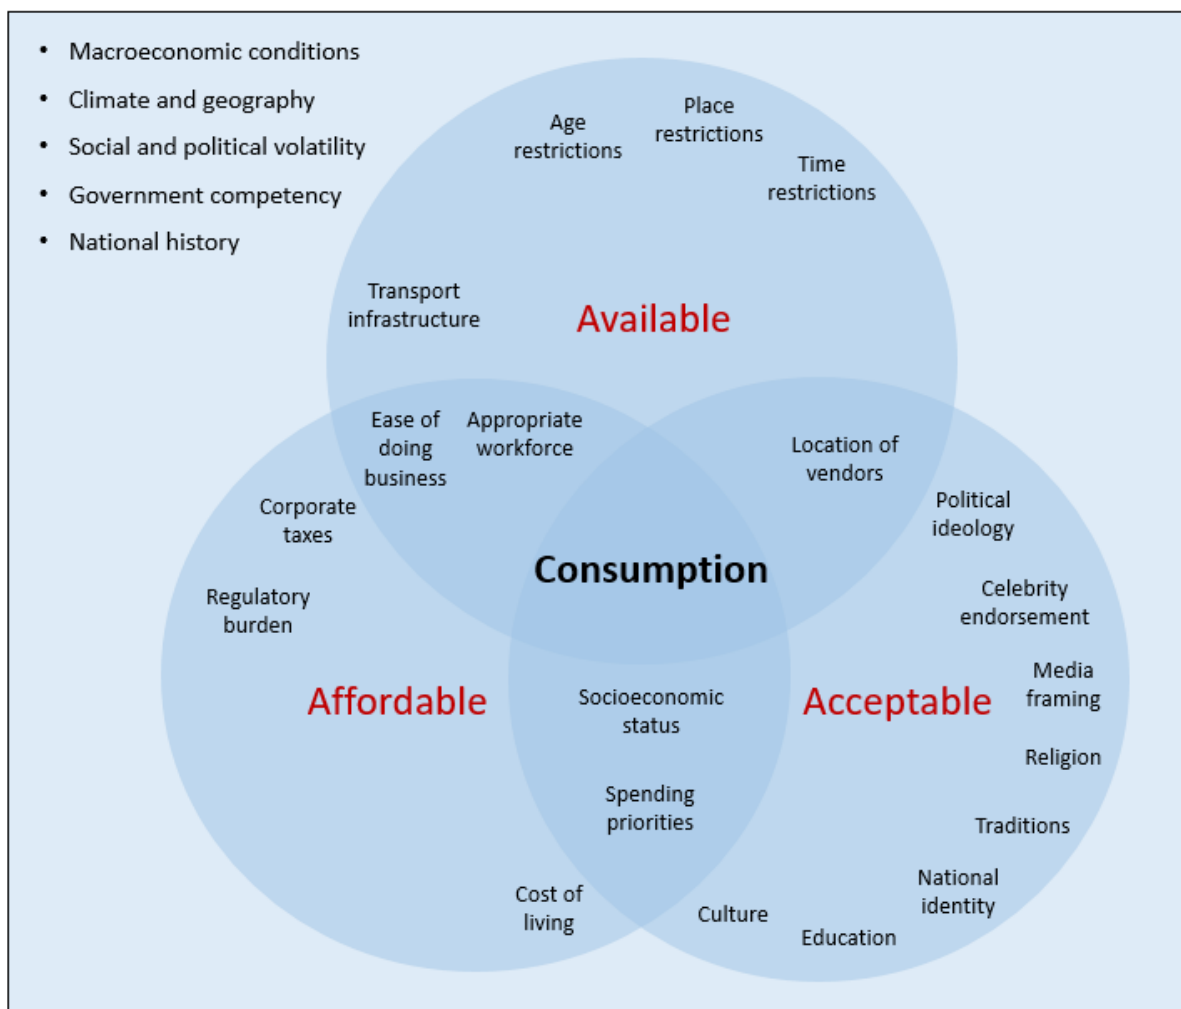 • Macroeconomic conditions
• Climate and geography
• Social and political volatility
• Government competency
• National history
Age
restrictions
Place
restrictions
Time
restrictions
Transport
infrastructure
Available
Ease of
doing
business
Appropriate
workforce
Location of
vendors
Corporate
taxes
Political
ideology
Consumption
Regulatory
burden
Celebrity
endorsement
Affordable
Socioeconomic
status
Acceptable
Media
framing
Religion
Spending
priorities
Traditions
Cost of
living
Culture
Education
National
identity